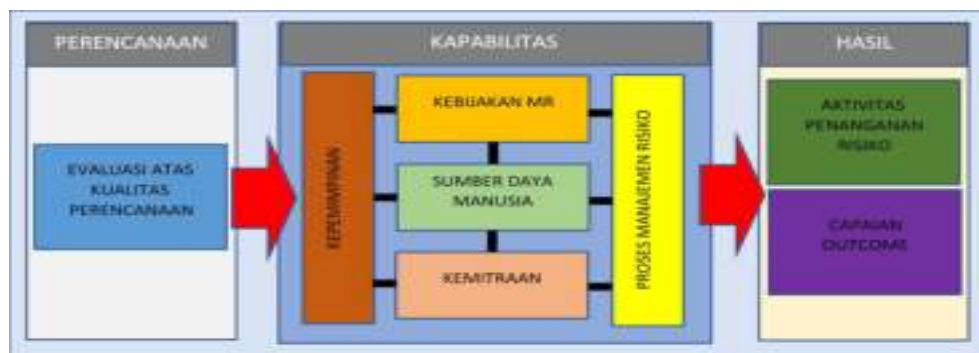 PERENCANAAN
EVALUASI ATAS
KUALITAS
PERENCANAAN
KAPABILITAS
KEPEMIMPINAN
KEBIJAKAN MR
SUMBER DAYA
MANUSIA
KEMITRAAN
PROSES MANAJEMEN RISIKO
HASIL
AKTIVITAS
PENANGANAN
RISIKO
CAPAIAN
OUTCOME